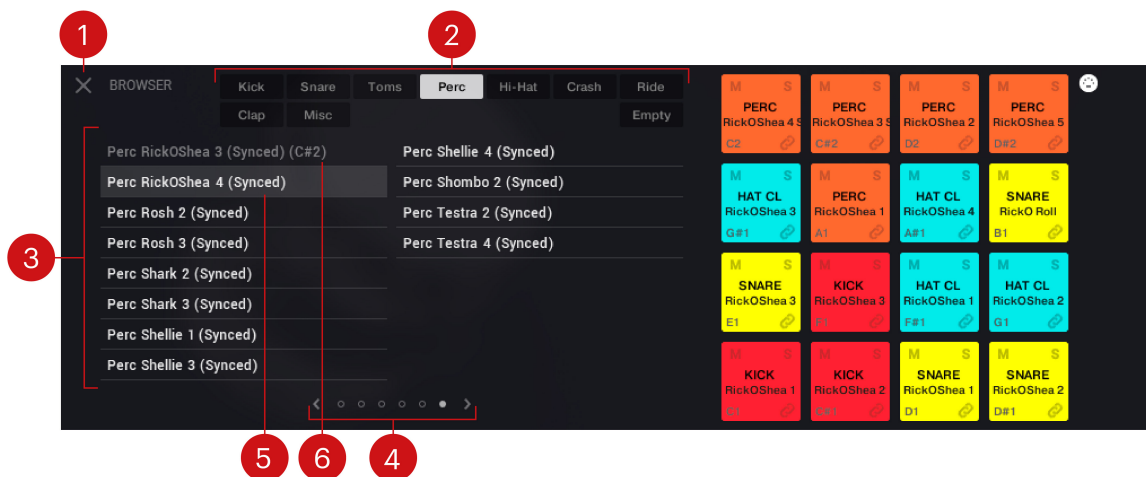 1
2
BROWSER
Kick Snare Toms Perc Hi-Hat Crash Ride
Clap Misc Empty
3
Perc RickOShea 3 (Synced) (C#2)
Perc RickOShea 4 (Synced)
Perc Rosh 2 (Synced)
Perc Rosh 3 (Synced)
Perc Shark 2 (Synced)
Perc Shark 3 (Synced)
Perc Shellie 1 (Synced)
Perc Shellie 3 (Synced)
Perc Shellie 4 (Synced)
Perc Shombo 2 (Synced)
Perc Testra 2 (Synced)
Perc Testra 4 (Synced)
5
6
4
M S M S M S M S
PERC PERC PERC PERC
RickOShea 4 S RickOShea 3 S RickOShea 2 RickOShea 5
C2 C#2 D2 D#2
M S M S M S M S
HAT CL PERC HAT CL SNARE
RickOShea 3 RickOShea 1 RickOShea 4 RickO Roll
G#1 A1 A#1 B1
M S M S M S M S
SNARE KICK HAT CL HAT CL
RickOShea 3 RickOShea 3 RickOShea 1 RickOShea 2
E1 F1 F#1 G1
M S M S M S M S
KICK KICK SNARE SNARE
RickOShea 1 RickOShea 2 RickOShea 1 RickOShea 2
C1 C#1 D1 D#1